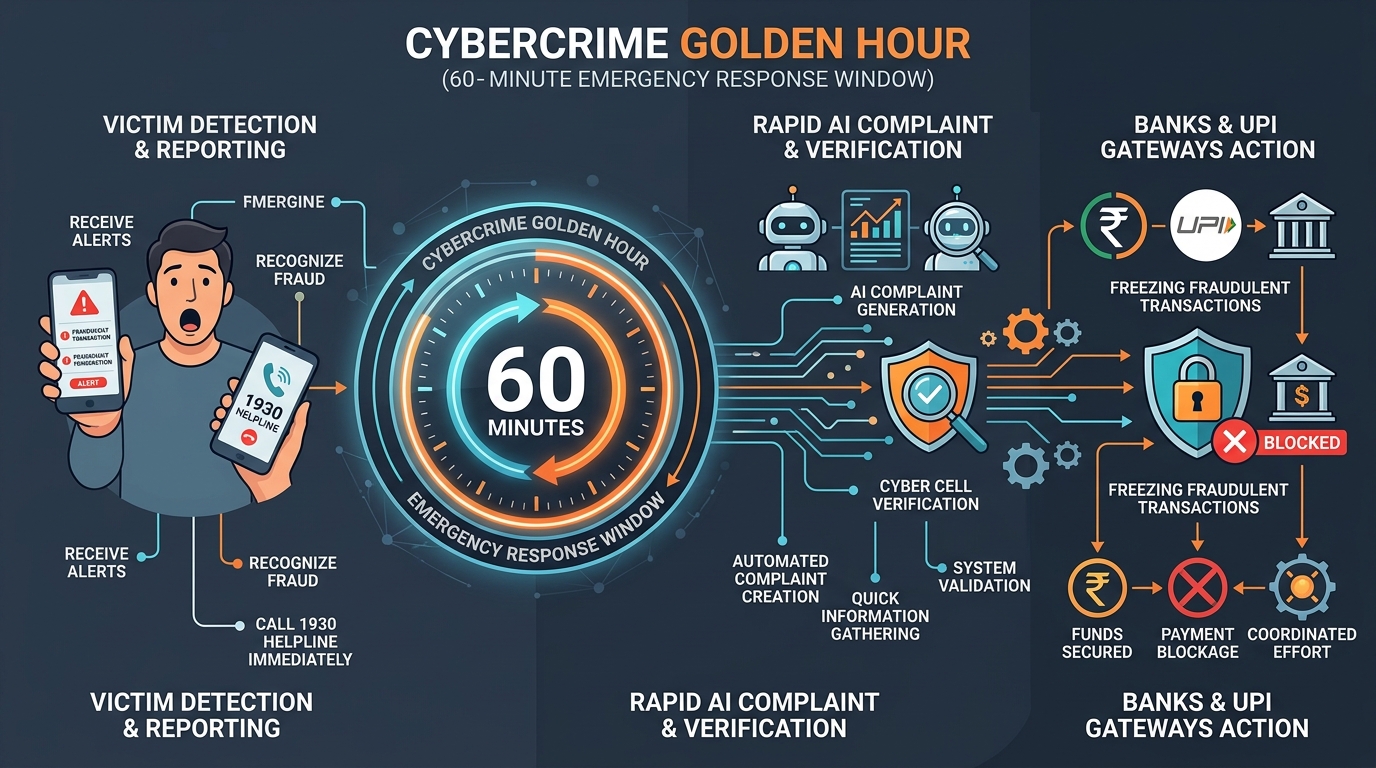 CYBERCRIME GOLDEN HOUR
(60-MINUTE EMERGENCY RESPONSE WINDOW)
VICTIM DETECTION
& REPORTING
FMERGINE
RECEIVE
ALERTS
RECOGNIZE
FRAUD
ALERT
1930
HELPLINE
RECEIVE
ALERTS
RECOGNIZE
FRAUD
CALL 1930
HELPLINE
IMMEDIATELY
VICTIM DETECTION
& REPORTING
CYBERCRIME GOLDEN HOUR
60
MINUTES
EMERGENCY RESPONSE WINDOW
RAPID AI COMPLAINT
& VERIFICATION
AI COMPLAINT
GENERATION
CYBER CELL
VERIFICATION
AUTOMATED
COMPLAINT
CREATION
QUICK
INFORMATION
GATHERING
SYSTEM
VALIDATION
RAPID AI COMPLAINT
& VERIFICATION
BANKS & UPI
GATEWAYS ACTION
₹
UPI
FREEZING FRAUDULENT
TRANSACTIONS
$
BLOCKED
FREEZING FRAUDULENT
TRANSACTIONS
₹
FUNDS
SECURED
PAYMENT
BLOCKAGE
COORDINATED
EFFORT
BANKS & UPI
GATEWAYS ACTION